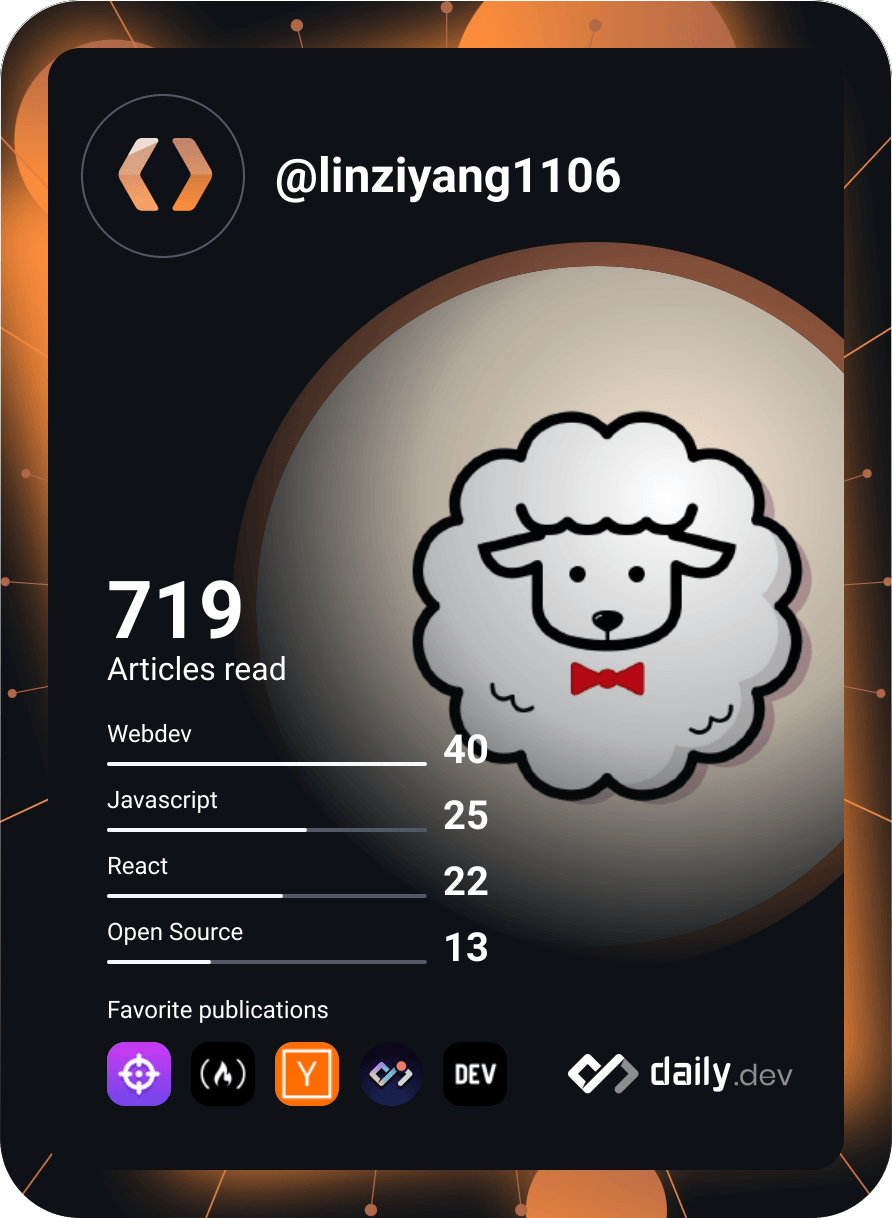 @linziyang1106
719
Articles read
Webdev
40
Javascript
25
React
22
Open Source
13
Favorite publications
Y
DEV
daily.dev